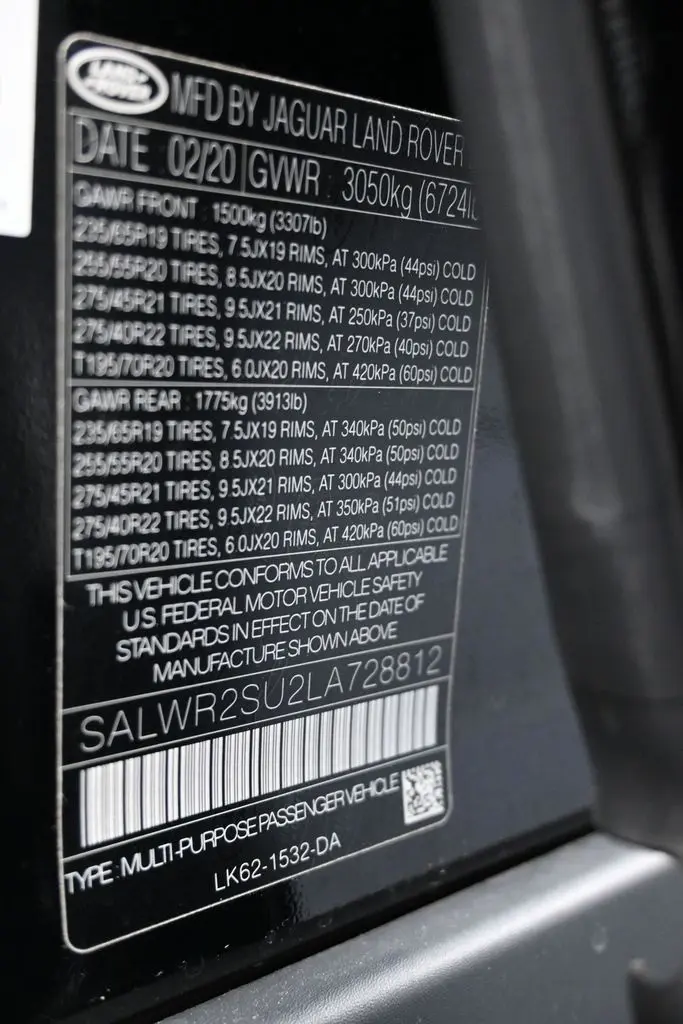 LAND-
ROVER
MFD BY JAGUAR LAND ROVER
DATE 02/20 GVWR : 3050kg (6724l
GAWR FRONT : 1500kg (3307lb)
235/65R19 TIRES, 7.5JX19 RIMS, AT 300kPa (44psi) COLD
255/55R20 TIRES, 8.5JX20 RIMS, AT 300kPa (44psi) COLD
275/45R21 TIRES, 9.5JX21 RIMS, AT 250kPa (37psi) COLD
275/40R22 TIRES, 9.5JX22 RIMS, AT 270kPa (40psi) COLD
T195/70R20 TIRES, 6.0JX20 RIMS, AT 420kPa (60psi) COLD
GAWR REAR : 1775kg (3913lb)
235/65R19 TIRES, 7.5JX19 RIMS, AT 340kPa (50psi) COLD
255/55R20 TIRES, 8.5JX20 RIMS, AT 340kPa (50psi) COLD
275/45R21 TIRES, 9.5JX21 RIMS, AT 300kPa (44psi) COLD
275/40R22 TIRES, 9.5JX22 RIMS, AT 350kPa (51psi) COLD
T195/70R20 TIRES, 6.0JX20 RIMS, AT 420kPa (60psi) COLD
THIS VEHICLE CONFORMS TO ALL APPLICABLE
U.S. FEDERAL MOTOR VEHICLE SAFETY
STANDARDS IN EFFECT ON THE DATE OF
MANUFACTURE SHOWN ABOVE
SALWR2SU2LA728812
TYPE : MULTI-PURPOSE PASSENGER VEHICLE
LK62-1532-DA